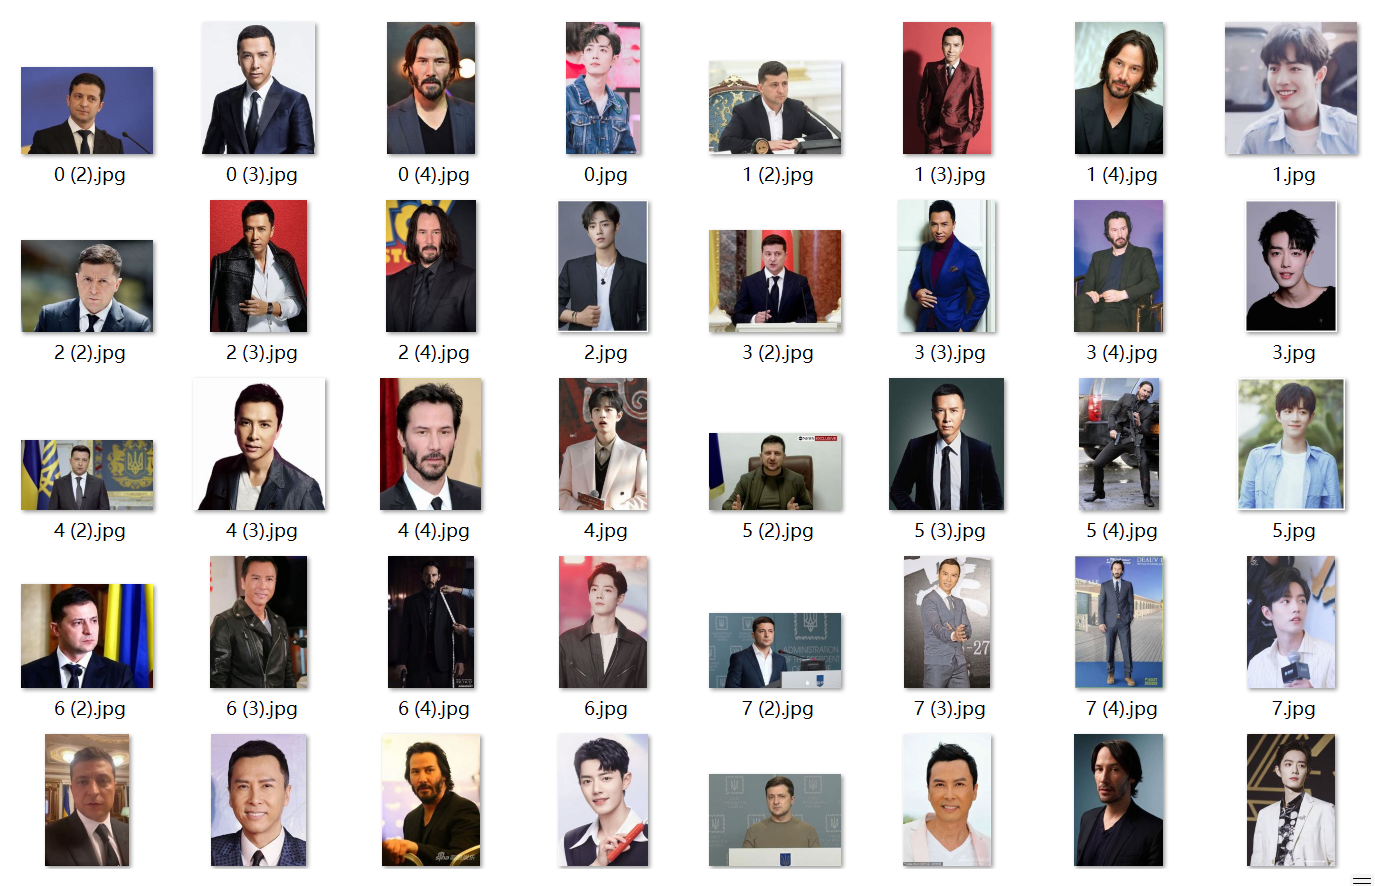 0 (2).jpg
0 (3).jpg
0 (4).jpg
0.jpg
1 (2).jpg
1 (3).jpg
1 (4).jpg
1.jpg
2 (2).jpg
2 (3).jpg
2 (4).jpg
2.jpg
3 (2).jpg
3 (3).jpg
3 (4).jpg
3.jpg
4 (2).jpg
4 (3).jpg
4 (4).jpg
4.jpg
5 (2).jpg
5 (3).jpg
5 (4).jpg
5.jpg
6 (2).jpg
6 (3).jpg
6 (4).jpg
6.jpg
7 (2).jpg
7 (3).jpg
7 (4).jpg
7.jpg